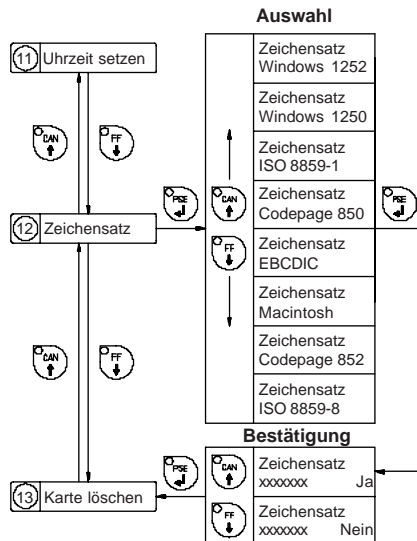 Auswahl
11 Uhrzeit setzen
CAN
FF
12 Zeichensatz
PSE
CAN
FF
Zeichensatz
Windows 1252
Zeichensatz
Windows 1250
Zeichensatz
ISO 8859-1
Zeichensatz
Codepage 850
Zeichensatz
EBCDIC
Zeichensatz
Macintosh
Zeichensatz
Codepage 852
Zeichensatz
ISO 8859-8
PSE
CAN
FF
Bestätigung
13 Karte löschen
PSE
CAN
FF
Zeichensatz
xxxxxxx Ja
Zeichensatz
xxxxxxx Nein